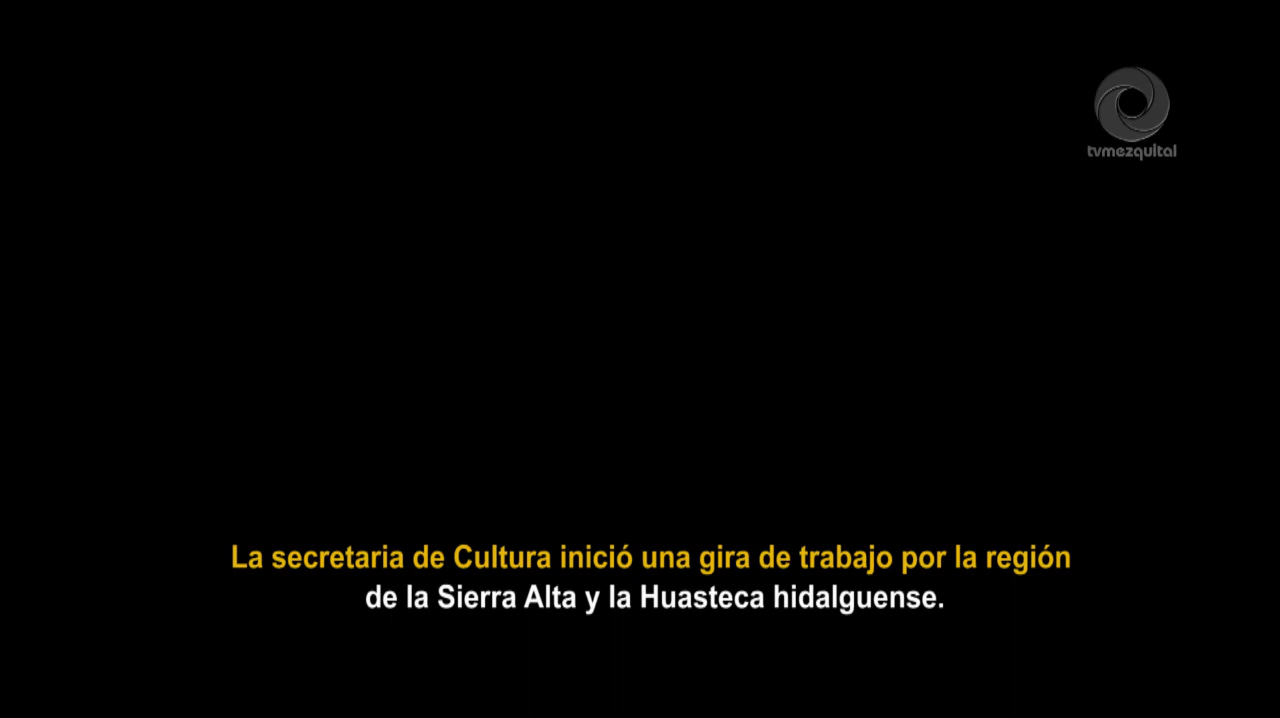 tvmezquital
La secretaria de Cultura inició una gira de trabajo por la región
de la Sierra Alta y la Huasteca hidalguense.